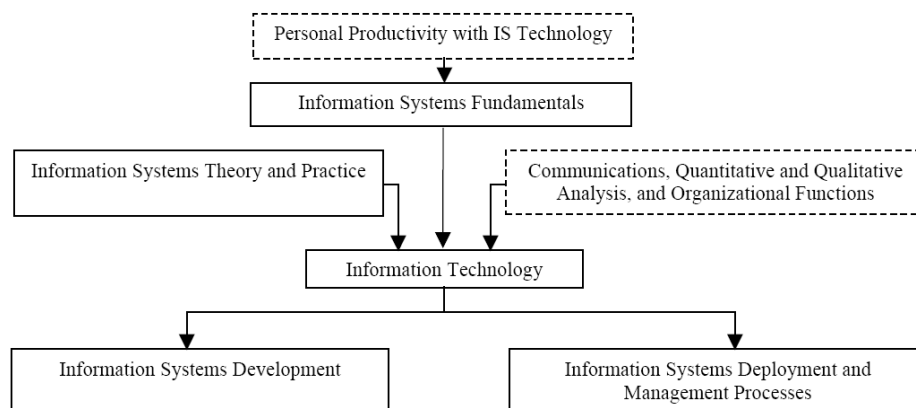 Personal Productivity with IS Technology
Information Systems Fundamentals
Information Systems Theory and Practice
Communications, Quantitative and Qualitative
Analysis, and Organizational Functions
Information Technology
Information Systems Development
Information Systems Deployment and
Management Processes